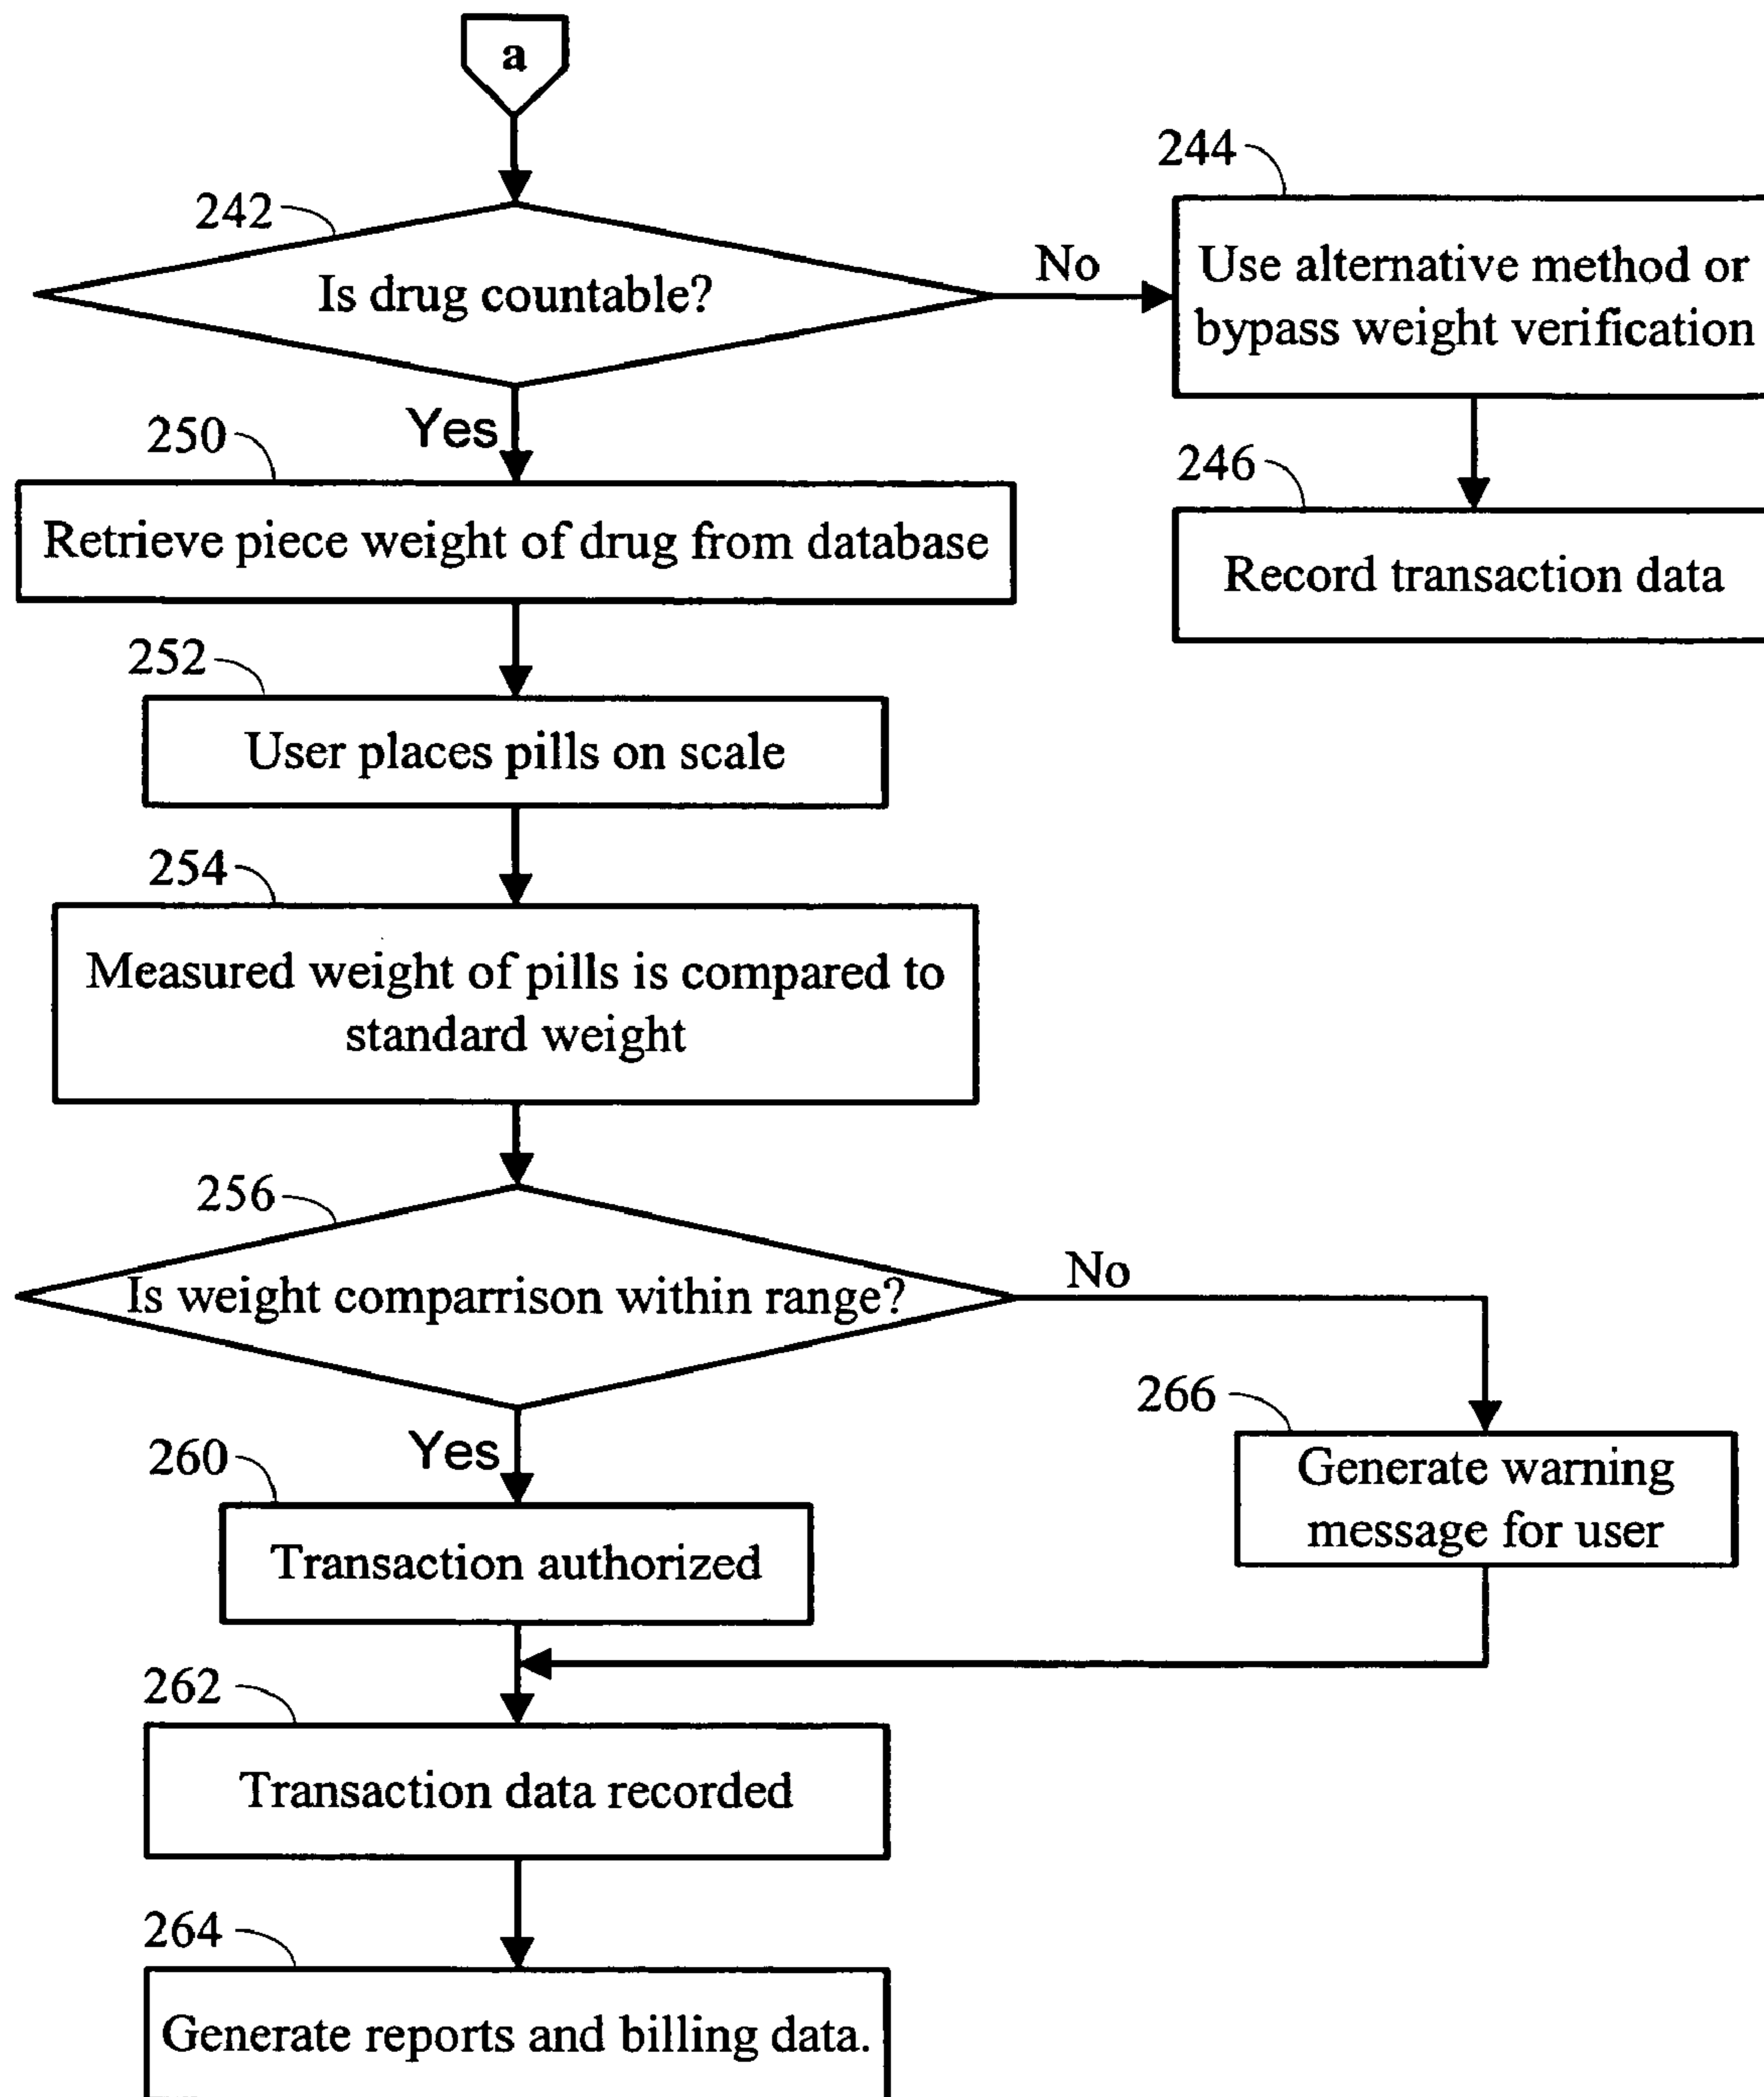 a
242
Is drug countable?
No
244
Use alternative method or
bypass weight verification
246
Record transaction data
Yes
250
Retrieve piece weight of drug from database
252
User places pills on scale
254
Measured weight of pills is compared to
standard weight
256
Is weight comparrison within range?
No
266
Generate warning
message for user
Yes
260
Transaction authorized
262
Transaction data recorded
264
Generate reports and billing data.